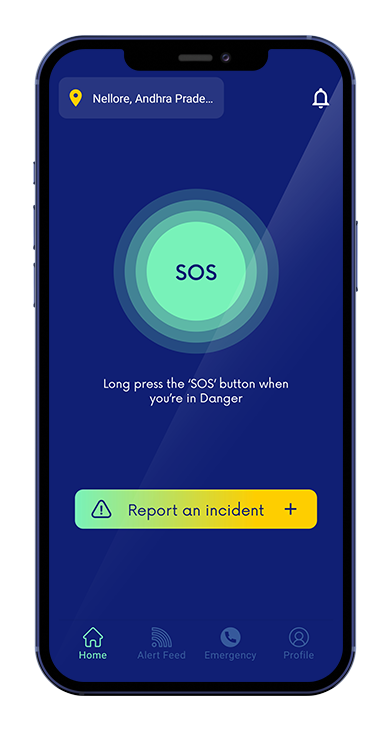 Nellore, Andhra Prade...
SOS
Long press the ‘SOS’ button when
you’re in Danger
Report an incident +
Home Alert Feed Emergency Profile